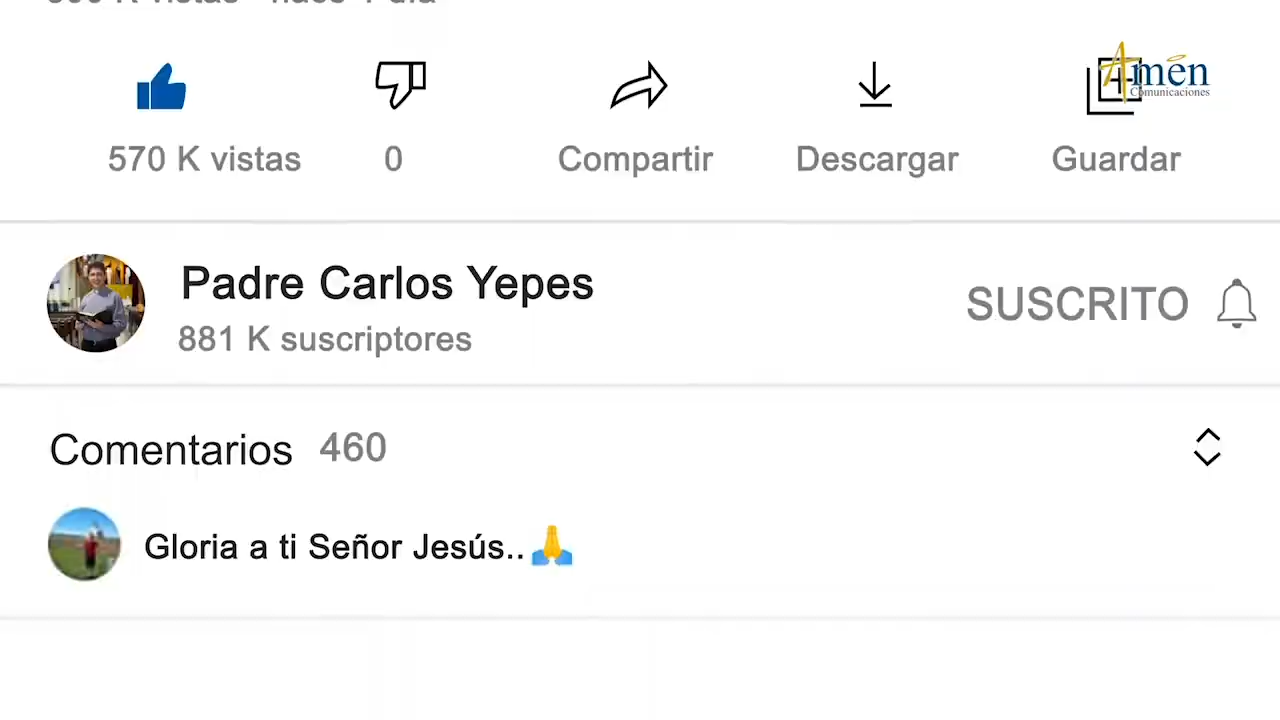 Amén
Comunicaciones
570 K vistas
0
Compartir
Descargar
Guardar
Padre Carlos Yepes
881 K suscriptores
SUSCRITO
Comentarios 460
Gloria a ti Señor Jesús..🙏